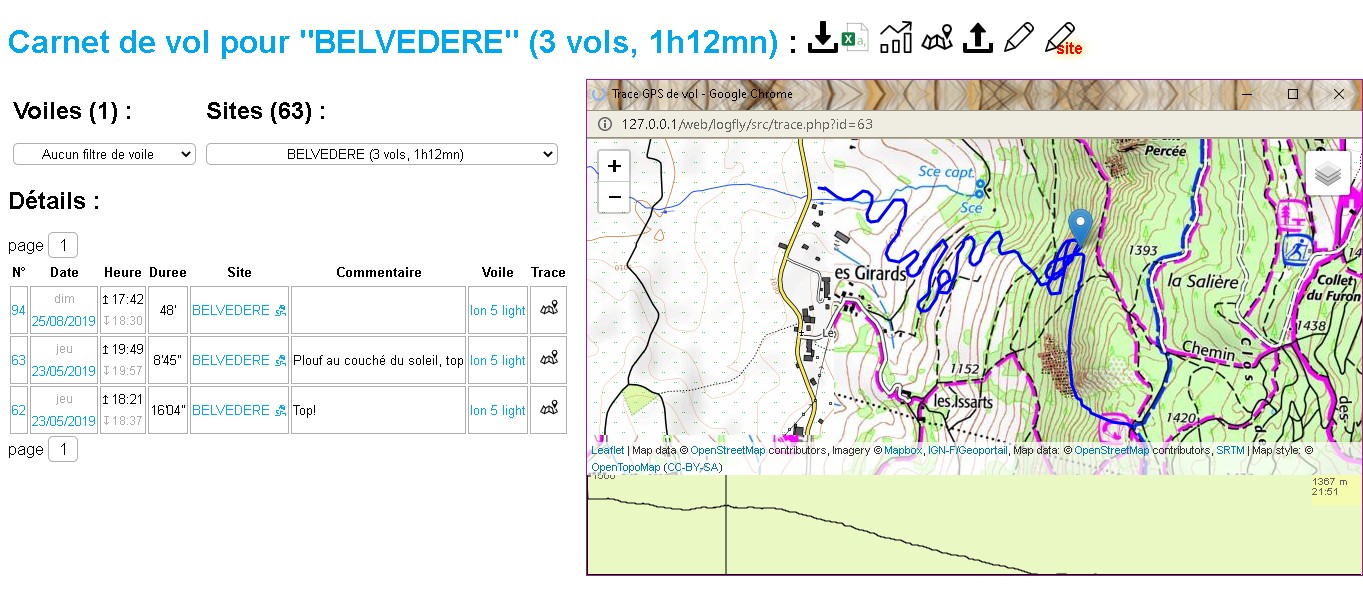 Carnet de vol pour "BELVEDERE" (3 vols, 1h12mn) :
site
Voiles (1) :
Sites (63) :
Aucun filtre de voile
BELVEDERE (3 vols, 1h12mn)
Détails :
page 1
N° Date Heure Duree Site Commentaire Voile Trace
94 dim 25/08/2019 ↥17:42 ↧18:30 48' BELVEDERE Ion 5 light
63 jeu 23/05/2019 ↥19:49 ↧19:57 8'45" BELVEDERE Plouf au couché du soleil, top Ion 5 light
62 jeu 23/05/2019 ↥18:21 ↧18:37 16'04" BELVEDERE Top! Ion 5 light
page 1
Trace GPS de vol - Google Chrome
127.0.0.1/web/logfly/src/trace.php?id=63
+
−
Percée
Sce capt.
Sce
1393
es Girards
la Salière
Collet
du Furon
1438
Le
Chemin
1152
les Issarts
1420
des
Leaflet | Map data © OpenStreetMap contributors, Imagery © Mapbox, IGN-F/Geoportail, Map data: © OpenStreetMap contributors, SRTM | Map style: ©
OpenTopoMap (CC-BY-SA)
1500
1367 m
21:51